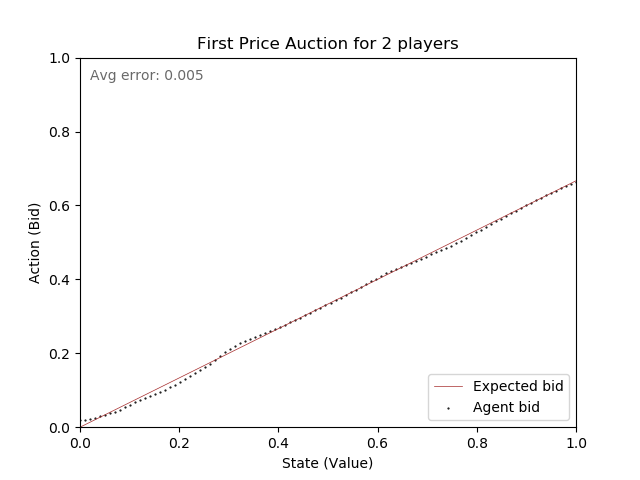 First Price Auction for 2 players
Avg error: 0.005
1.0
0.8
0.6
0.4
0.2
0.0
Action (Bid)
0.0 0.2 0.4 0.6 0.8 1.0
State (Value)
Expected bid
Agent bid